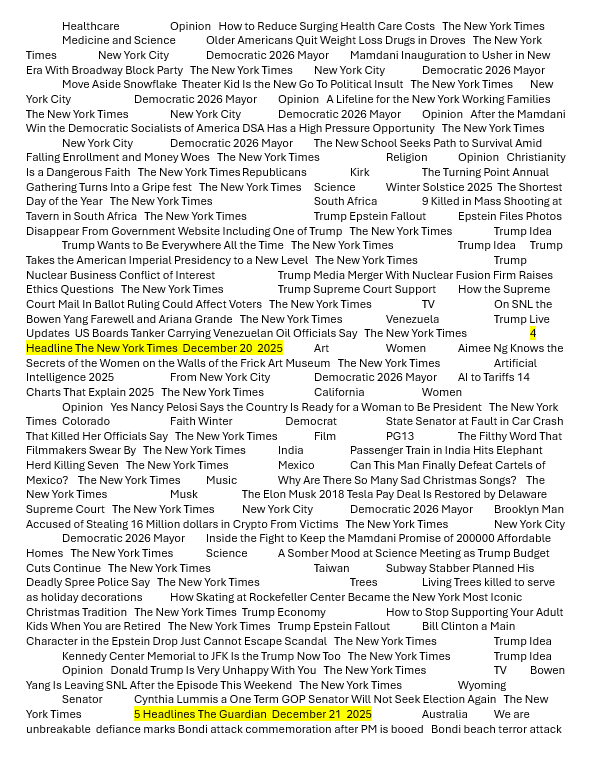 Healthcare Opinion How to Reduce Surging Health Care Costs The New York Times
Medicine and Science Older Americans Quit Weight Loss Drugs in Droves The New York
Times New York City Democratic 2026 Mayor Mamdani Inauguration to Usher in New
Era With Broadway Block Party The New York Times New York City Democratic 2026 Mayor
Move Aside Snowflake Theater Kid Is the New Go To Political Insult The New York Times New
York City Democratic 2026 Mayor Opinion A Lifeline for the New York Working Families
The New York Times New York City Democratic 2026 Mayor Opinion After the Mamdani
Win the Democratic Socialists of America DSA Has a High Pressure Opportunity The New York Times
New York City Democratic 2026 Mayor The New School Seeks Path to Survival Amid
Falling Enrollment and Money Woes The New York Times Religion Opinion Christianity
Is a Dangerous Faith The New York Times Republicans Kirk The Turning Point Annual
Gathering Turns Into a Gripe fest The New York Times Science Winter Solstice 2025 The Shortest
Day of the Year The New York Times South Africa 9 Killed in Mass Shooting at
Tavern in South Africa The New York Times Trump Epstein Fallout Epstein Files Photos
Disappear From Government Website Including One of Trump The New York Times Trump Idea
Trump Wants to Be Everywhere All the Time The New York Times Trump Idea Trump
Takes the American Imperial Presidency to a New Level The New York Times Trump
Nuclear Business Conflict of Interest Trump Media Merger With Nuclear Fusion Firm Raises
Ethics Questions The New York Times Trump Supreme Court Support How the Supreme
Court Mail In Ballot Ruling Could Affect Voters The New York Times TV On SNL the
Bowen Yang Farewell and Ariana Grande The New York Times Venezuela Trump Live
Updates US Boards Tanker Carrying Venezuelan Oil Officials Say The New York Times 4
Headline The New York Times December 20 2025 Art Women Aimee Ng Knows the
Secrets of the Women on the Walls of the Frick Art Museum The New York Times Artificial
Intelligence 2025 From New York City Democratic 2026 Mayor AI to Tariffs 14
Charts That Explain 2025 The New York Times California Women
Opinion Yes Nancy Pelosi Says the Country Is Ready for a Woman to Be President The New York
Times Colorado Faith Winter Democrat State Senator at Fault in Car Crash
That Killed Her Officials Say The New York Times Film PG13 The Filthy Word That
Filmmakers Swear By The New York Times India Passenger Train in India Hits Elephant
Herd Killing Seven The New York Times Mexico Can This Man Finally Defeat Cartels of
Mexico? The New York Times Music Why Are There So Many Sad Christmas Songs? The
New York Times Musk The Elon Musk 2018 Tesla Pay Deal Is Restored by Delaware
Supreme Court The New York Times New York City Democratic 2026 Mayor Brooklyn Man
Accused of Stealing 16 Million dollars in Crypto From Victims The New York Times New York City
Democratic 2026 Mayor Inside the Fight to Keep the Mamdani Promise of 200000 Affordable
Homes The New York Times Science A Somber Mood at Science Meeting as Trump Budget
Cuts Continue The New York Times Taiwan Subway Stabber Planned His
Deadly Spree Police Say The New York Times Trees Living Trees killed to serve
as holiday decorations How Skating at Rockefeller Center Became the New York Most Iconic
Christmas Tradition The New York Times Trump Economy How to Stop Supporting Your Adult
Kids When You are Retired The New York Times Trump Epstein Fallout Bill Clinton a Main
Character in the Epstein Drop Just Cannot Escape Scandal The New York Times Trump Idea
Kennedy Center Memorial to JFK Is the Trump Now Too The New York Times Trump Idea
Opinion Donald Trump Is Very Unhappy With You The New York Times TV Bowen
Yang Is Leaving SNL After the Episode This Weekend The New York Times Wyoming
Senator Cynthia Lummis a One Term GOP Senator Will Not Seek Election Again The New
York Times 5 Headlines The Guardian December 21 2025 Australia We are
unbreakable defiance marks Bondi attack commemoration after PM is booed Bondi beach terror attack